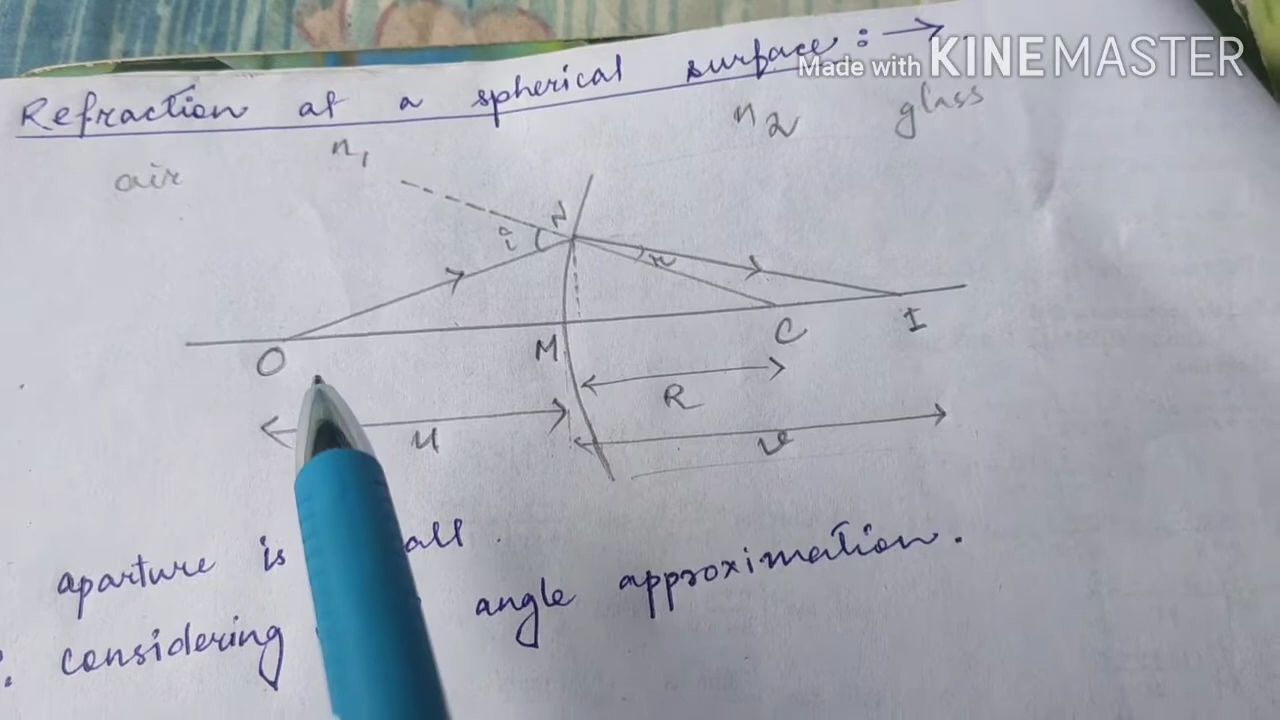 Refraction at a spherical surface : →.
Made with KINEMASTER
air n1 n2 glass
N
i r
O M C I
R
u v
aparture is
considering angle approximation.